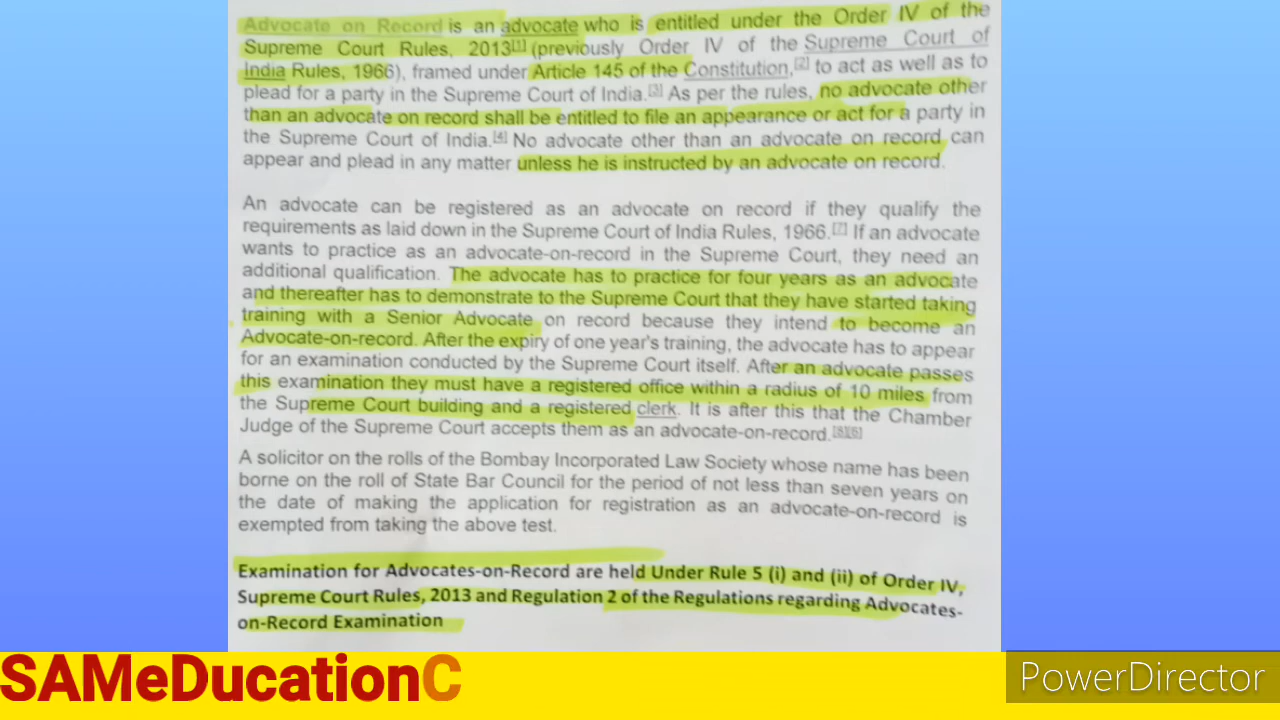 Advocate on Record is an advocate who is entitled under the Order IV of the
Supreme Court Rules, 2013[1] (previously Order IV of the Supreme Court of
India Rules, 1966), framed under Article 145 of the Constitution,[2] to act as well as to
plead for a party in the Supreme Court of India.[3] As per the rules, no advocate other
than an advocate on record shall be entitled to file an appearance or act for a party in
the Supreme Court of India.[4] No advocate other than an advocate on record can
appear and plead in any matter unless he is instructed by an advocate on record.
An advocate can be registered as an advocate on record if they qualify the
requirements as laid down in the Supreme Court of India Rules, 1966.[7] If an advocate
wants to practice as an advocate-on-record in the Supreme Court, they need an
additional qualification. The advocate has to practice for four years as an advocate
and thereafter has to demonstrate to the Supreme Court that they have started taking
training with a Senior Advocate on record because they intend to become an
Advocate-on-record. After the expiry of one year's training, the advocate has to appear
for an examination conducted by the Supreme Court itself. After an advocate passes
this examination they must have a registered office within a radius of 10 miles from
the Supreme Court building and a registered clerk. It is after this that the Chamber
Judge of the Supreme Court accepts them as an advocate-on-record.[5][6]
A solicitor on the rolls of the Bombay Incorporated Law Society whose name has been
borne on the roll of State Bar Council for the period of not less than seven years on
the date of making the application for registration as an advocate-on-record is
exempted from taking the above test.
Examination for Advocates-on-Record are held Under Rule 5 (i) and (ii) of Order IV,
Supreme Court Rules, 2013 and Regulation 2 of the Regulations regarding Advocates-
on-Record Examination
SAMeDucationC
PowerDirector